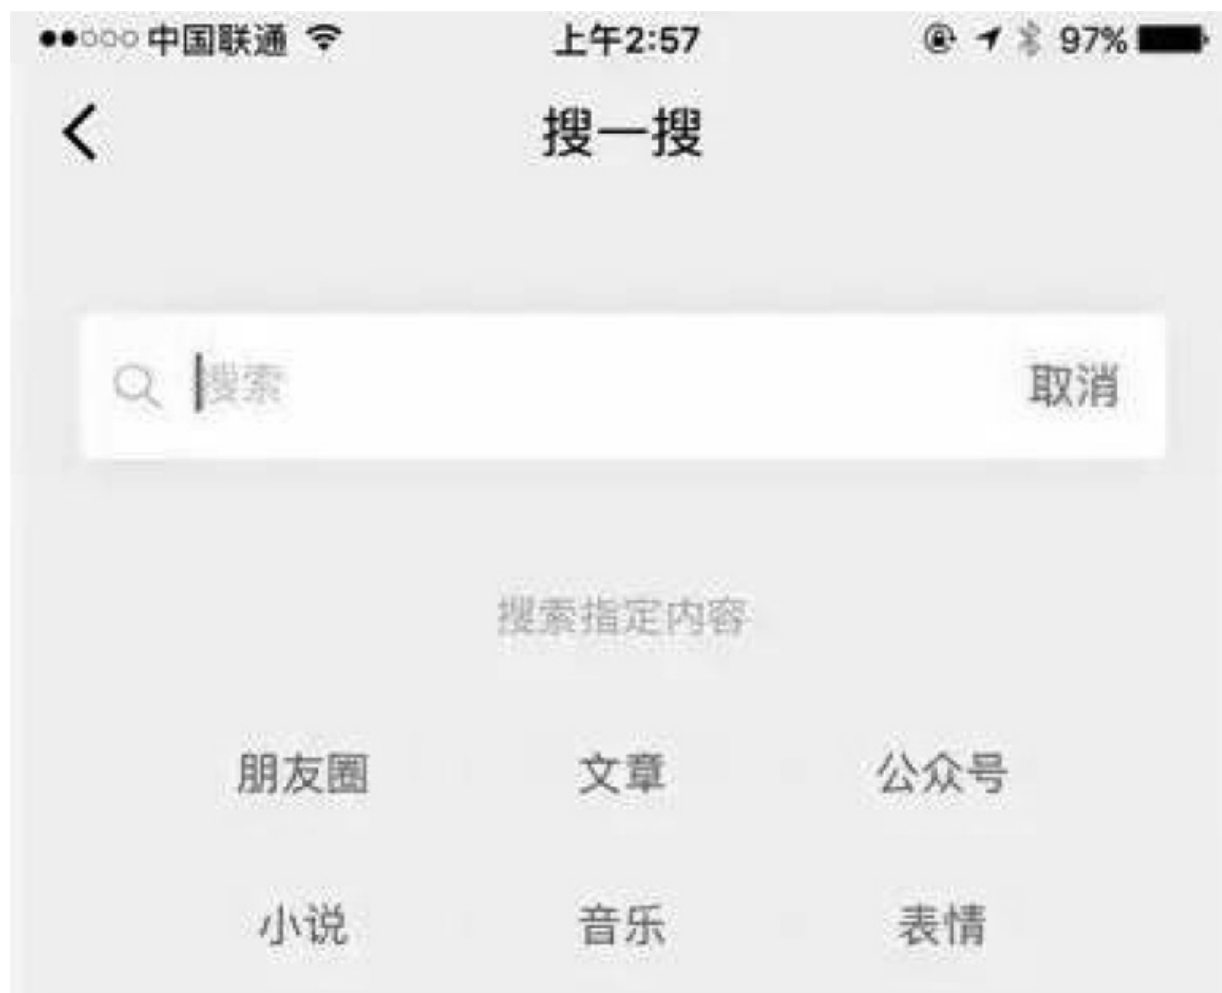 中国联通 上午2:57 97%
搜一搜
搜索 取消
搜索指定内容
朋友圈 文章 公众号
小说 音乐 表情